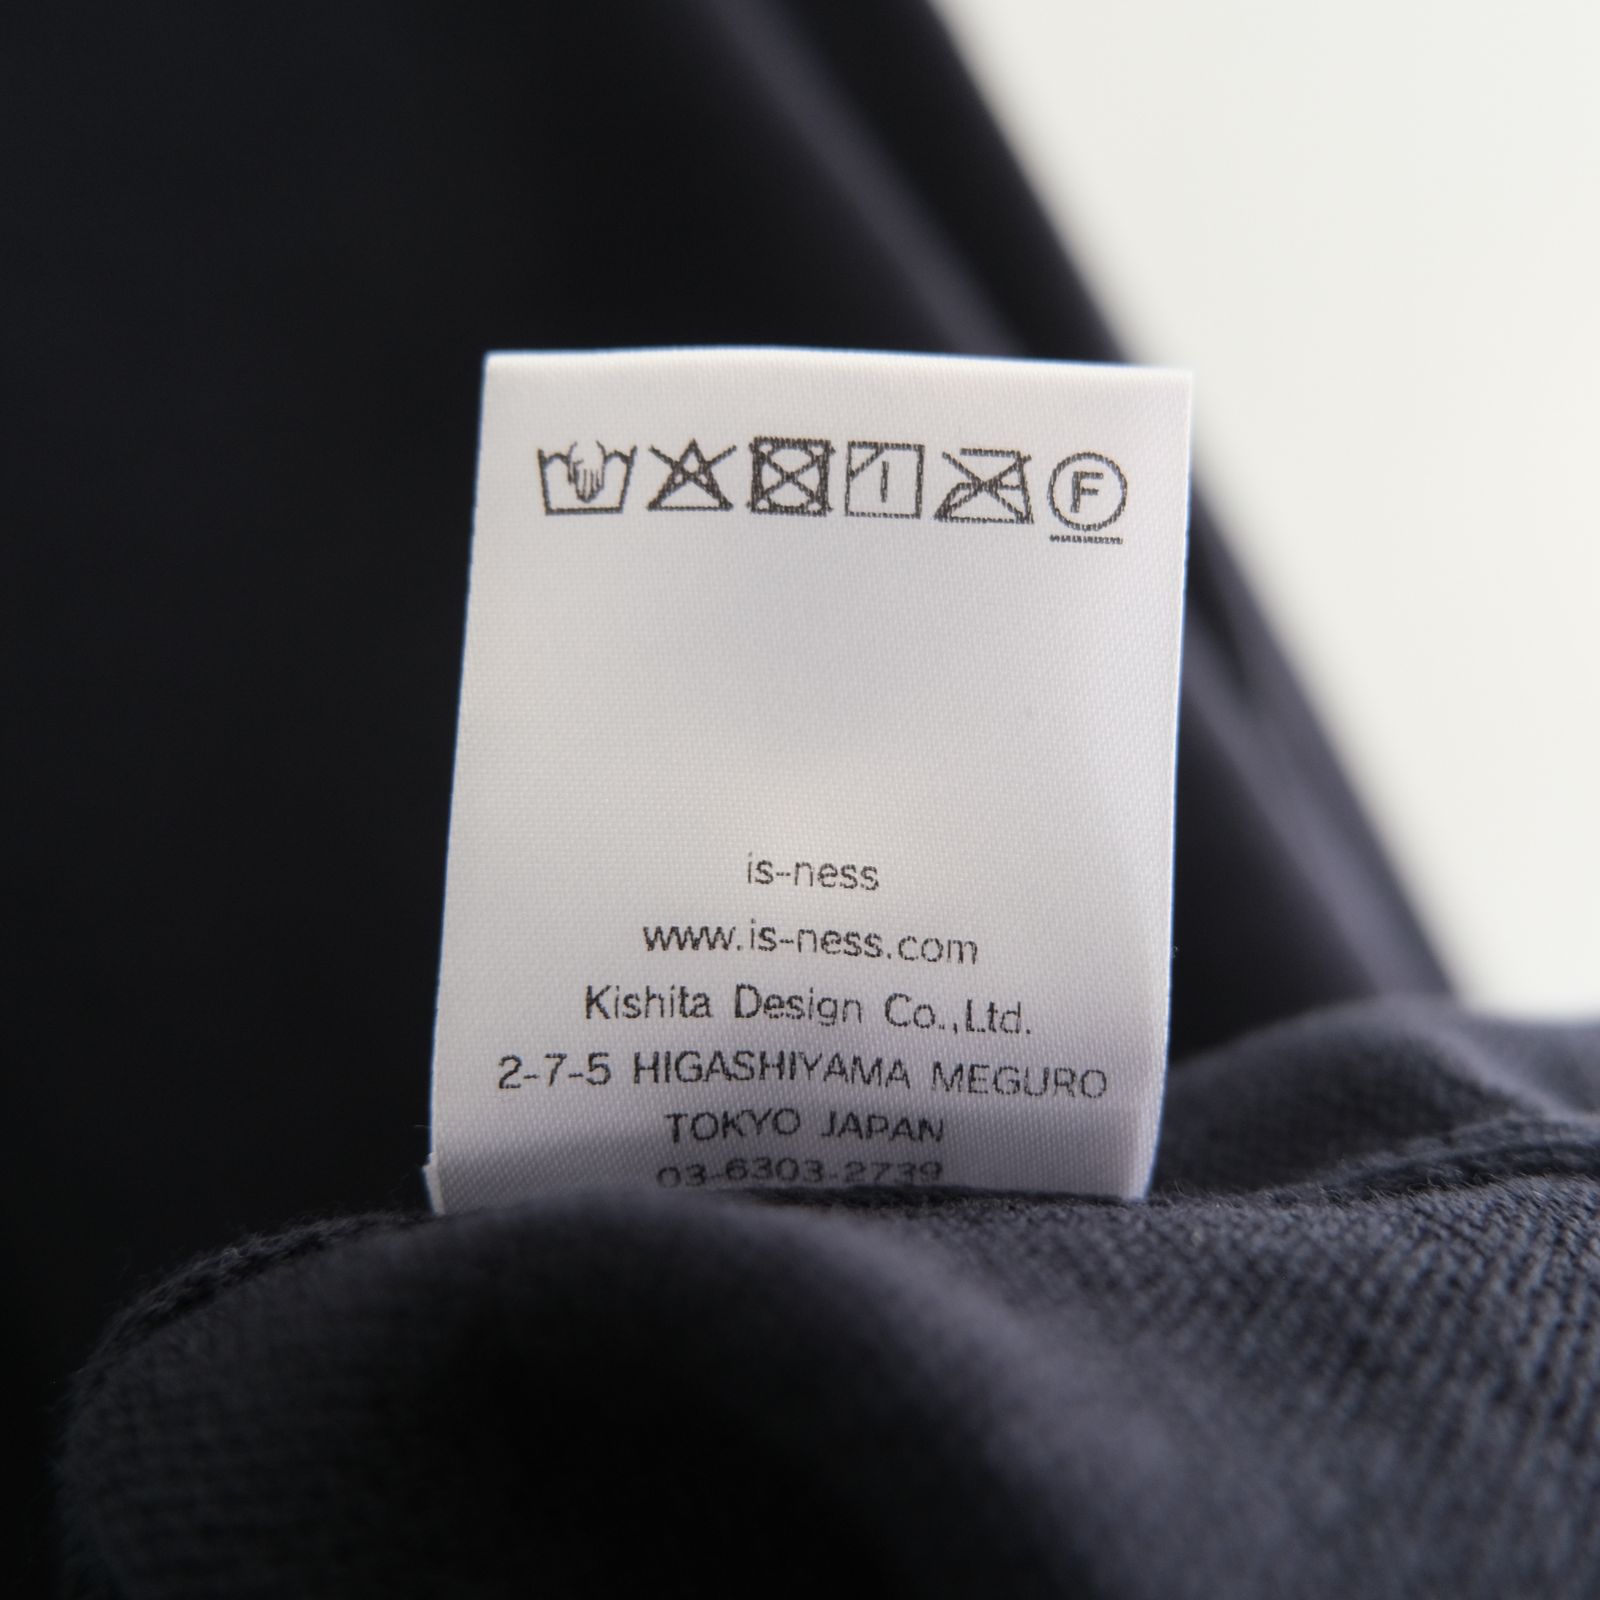 F
is-ness
www.is-ness.com
Kishita Design Co.,Ltd.
2-7-5 HIGASHIYAMA MEGURO
TOKYO JAPAN
03-6303-2739